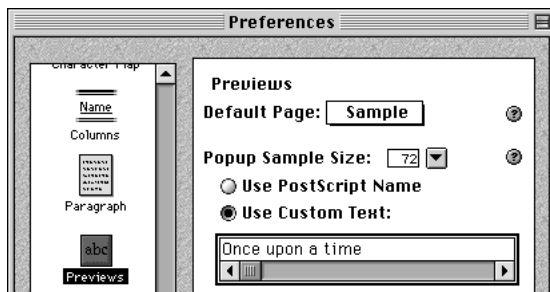 Preferences
Character Map
Name
Columns
Paragraph
abc
Previews
Previews
Default Page: Sample
?
Popup Sample Size: 72
?
Use PostScript Name
Use Custom Text:
Once upon a time